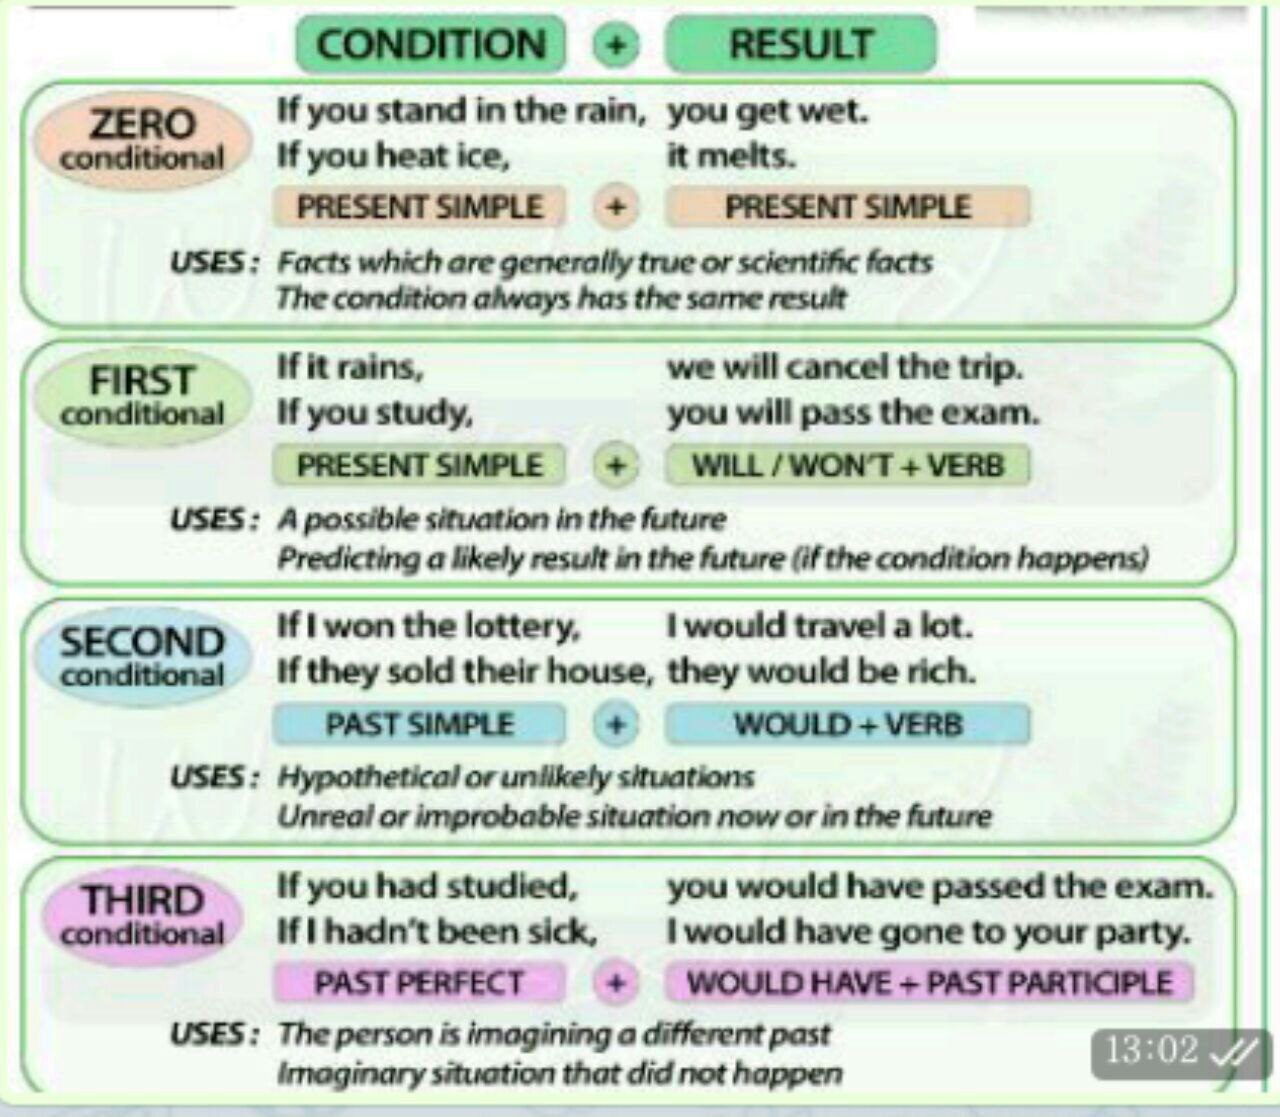 CONDITION + RESULT
ZERO conditional
If you stand in the rain, you get wet.
If you heat ice, it melts.
PRESENT SIMPLE + PRESENT SIMPLE
USES: Facts which are generally true or scientific facts
The condition always has the same result
FIRST conditional
If it rains, we will cancel the trip.
If you study, you will pass the exam.
PRESENT SIMPLE + WILL / WON'T + VERB
USES: A possible situation in the future
Predicting a likely result in the future (if the condition happens)
SECOND conditional
If I won the lottery, I would travel a lot.
If they sold their house, they would be rich.
PAST SIMPLE + WOULD + VERB
USES: Hypothetical or unlikely situations
Unreal or improbable situation now or in the future
THIRD conditional
If you had studied, you would have passed the exam.
If I hadn't been sick, I would have gone to your party.
PAST PERFECT + WOULD HAVE + PAST PARTICIPLE
USES: The person is imagining a different past
Imaginary situation that did not happen
13:02